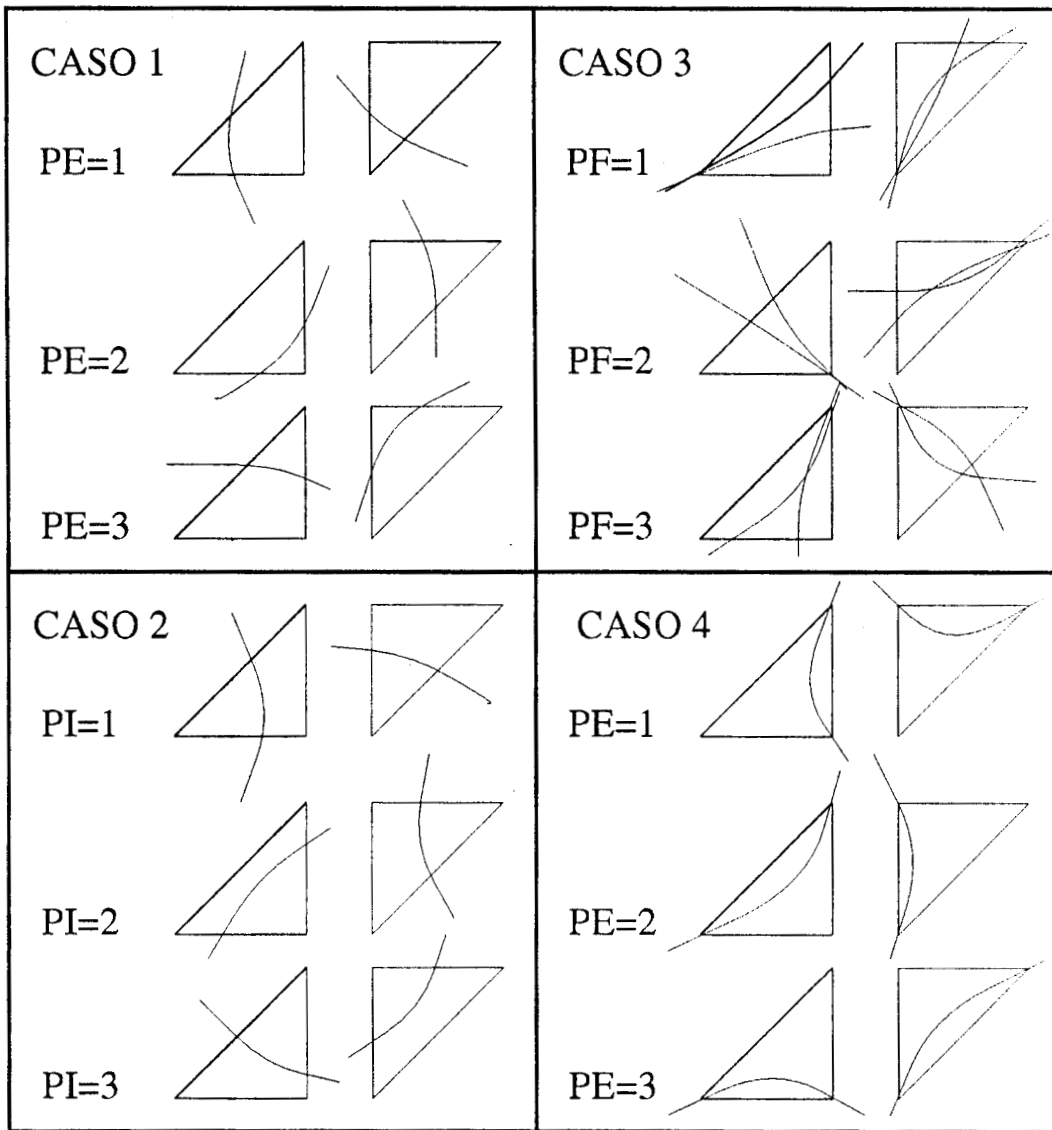 CASO 1
PE=1
PE=2
PE=3
CASO 3
PF=1
PF=2
PF=3
CASO 2
PI=1
PI=2
PI=3
CASO 4
PE=1
PE=2
PE=3